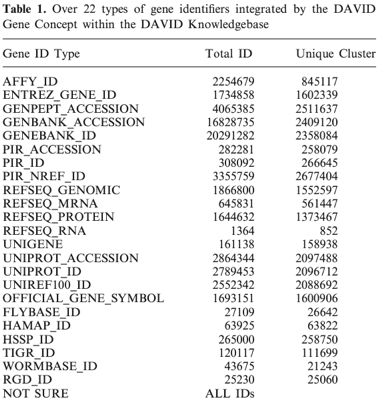 Table 1. Over 22 types of gene identifiers integrated by the DAVID
Gene Concept within the DAVID Knowledgebase
Gene ID Type Total ID Unique Cluster
AFFY_ID 2254679 845117
ENTREZ_GENE_ID 1734858 1602339
GENPEPT_ACCESSION 4065385 2511637
GENBANK_ACCESSION 16828735 2409120
GENEBANK_ID 20291282 2358084
PIR_ACCESSION 282281 258079
PIR_ID 308092 266645
PIR_NREF_ID 3355759 2677404
REFSEQ_GENOMIC 1866800 1552597
REFSEQ_MRNA 645831 561447
REFSEQ_PROTEIN 1644632 1373467
REFSEQ_RNA 1364 852
UNIGENE 161138 158938
UNIPROT_ACCESSION 2864344 2097488
UNIPROT_ID 2789453 2096712
UNIREF100_ID 2552342 2088692
OFFICIAL_GENE_SYMBOL 1693151 1600906
FLYBASE_ID 27109 26642
HAMAP_ID 63925 63822
HSSP_ID 265000 258750
TIGR_ID 120117 111699
WORMBASE_ID 43675 21243
RGD_ID 25230 25060
NOT SURE ALL IDs